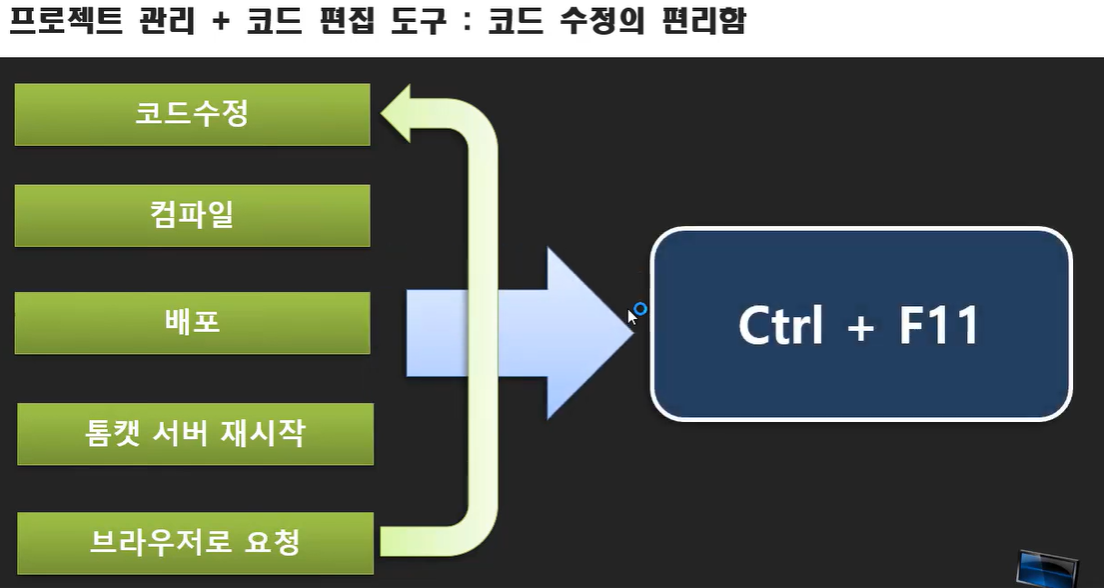 프로젝트 관리 + 코드 편집 도구 : 코드 수정의 편리함
코드수정
컴파일
배포
톰캣 서버 재시작
브라우저로 요청
Ctrl + F11